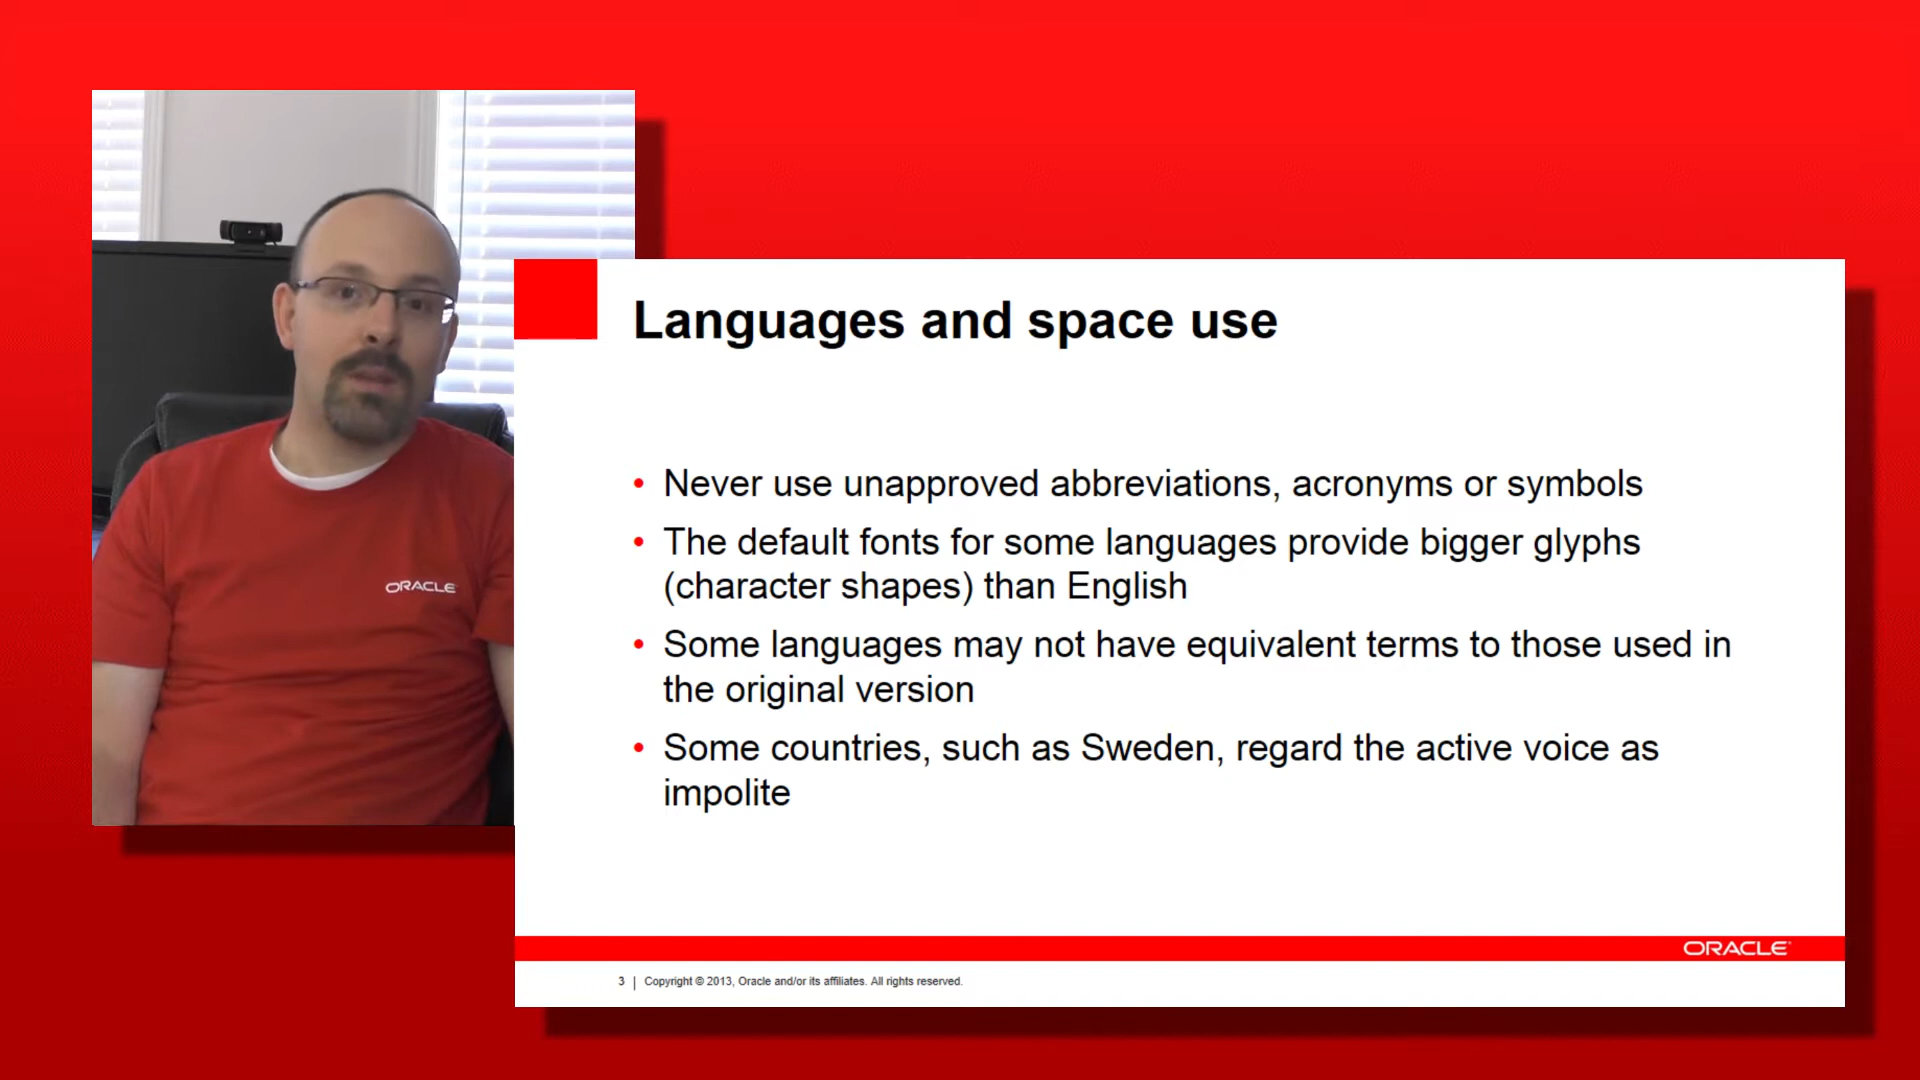 Languages and space use
• Never use unapproved abbreviations, acronyms or symbols
• The default fonts for some languages provide bigger glyphs
(character shapes) than English
• Some languages may not have equivalent terms to those used in
the original version
• Some countries, such as Sweden, regard the active voice as
impolite
ORACLE
ORACLE
3 | Copyright © 2013, Oracle and/or its affiliates. All rights reserved.